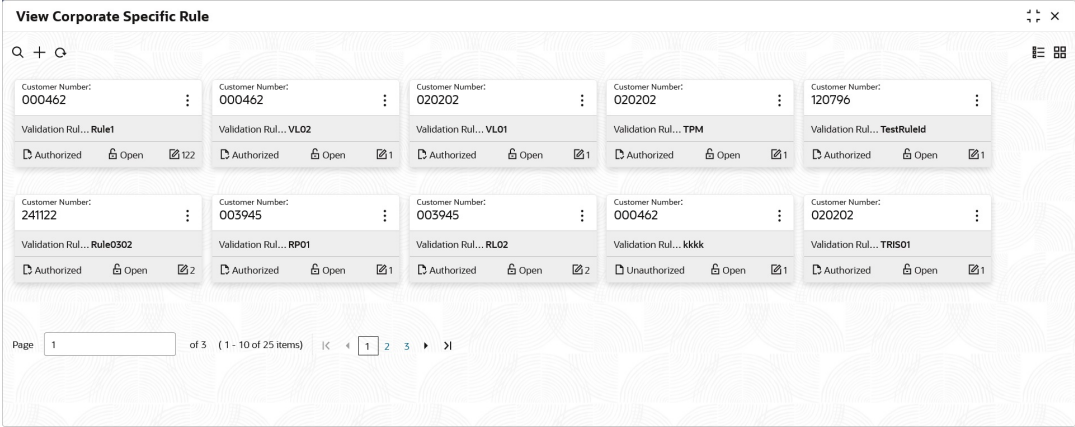 View Corporate Specific Rule
Customer Number: Customer Number: Customer Number: Customer Number: Customer Number:
000462 000462 020202 020202 120796
Validation Rul... Rule1 Validation Rul... VL02 Validation Rul... VL01 Validation Rul... TPM Validation Rul... TestRuleId
Authorized Open 122 Authorized Open 1 Authorized Open 1 Authorized Open 1 Authorized Open 1
Customer Number: Customer Number: Customer Number: Customer Number: Customer Number:
241122 003945 003945 000462 020202
Validation Rul... Rule0302 Validation Rul... RP01 Validation Rul... RL02 Validation Rul... kkkk Validation Rul... TRIS01
Authorized Open 2 Authorized Open 1 Authorized Open 2 Unauthorized Open 1 Authorized Open 1
Page 1 of 3 ( 1 - 10 of 25 items) 1 2 3